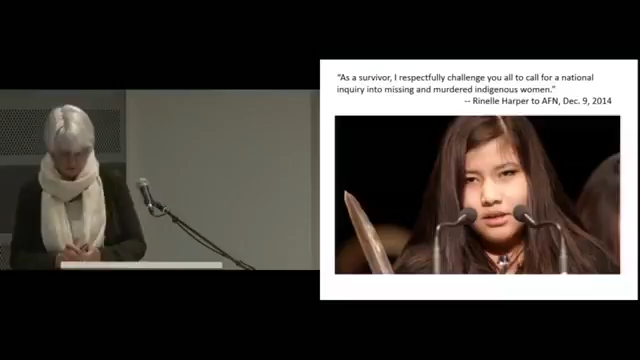 “As a survivor, I respectfully challenge you all to call for a national
inquiry into missing and murdered indigenous women.”
-- Rinelle Harper to AFN, Dec. 9, 2014